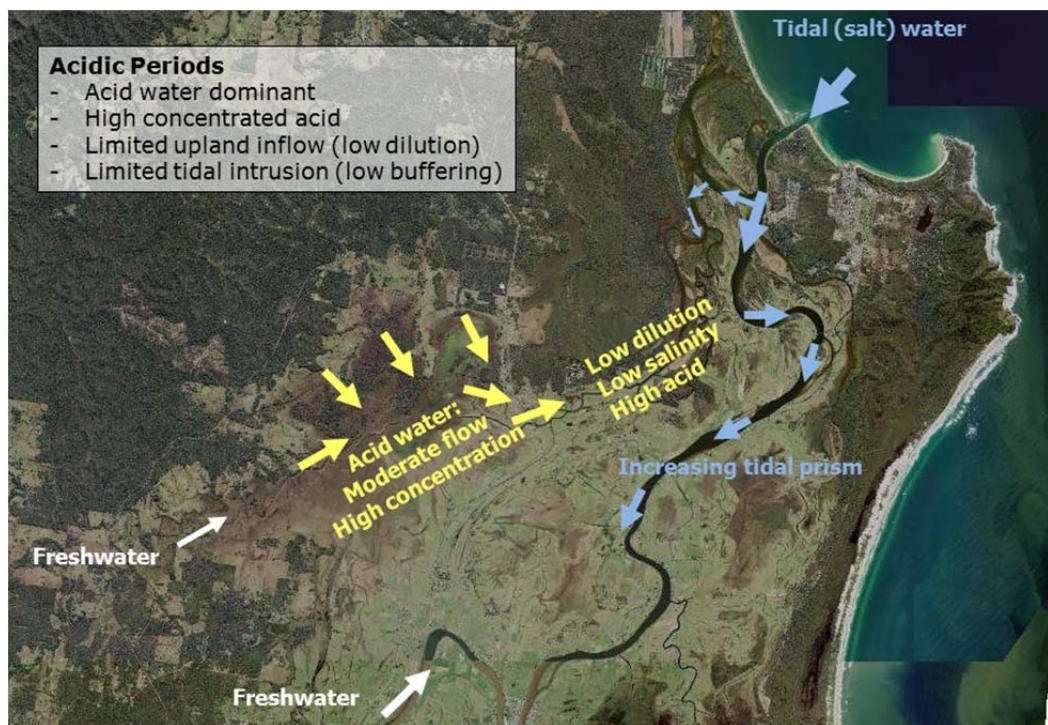 Acidic Periods
- Acid water dominant
- High concentrated acid
- Limited upland inflow (low dilution)
- Limited tidal intrusion (low buffering)
Tidal (salt) water
Low dilution
Low salinity
High acid
Acid water:
Moderate flow
High concentration
Increasing tidal prism
Freshwater
Freshwater